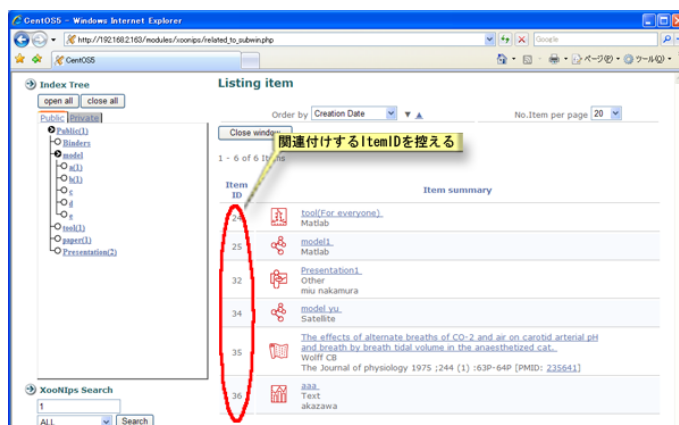 CentOS5 - Windows Internet Explorer
http://192.168.2.163/modules/xoonips/related_to_subwin.php
Google
CentOS5
ページ(P)
ツール(O)
Index Tree
open all
close all
Public
Private
Public(1)
Binders
model
a(1)
b(1)
c
d
e
tool(1)
paper(1)
Presentation(2)
XooNIps Search
1
ALL
Search
Listing item
Order by
Creation Date
▼ ▲
No.Item per page
20
Close window
関連付けするItemIDを控える
1 - 6 of 6 Items
Item ID
Item summary
24
tool(For everyone)
Matlab
25
model1
Matlab
32
Presentation1
Other
miu nakamura
34
model yu
Satellite
35
The effects of alternate breaths of CO-2 and air on carotid arterial pH
and breath by breath tidal volume in the anaesthetized cat.
Wolff CB
The Journal of physiology 1975 ;244 (1) :63P-64P [PMID: 235641]
36
aaa
Text
akazawa